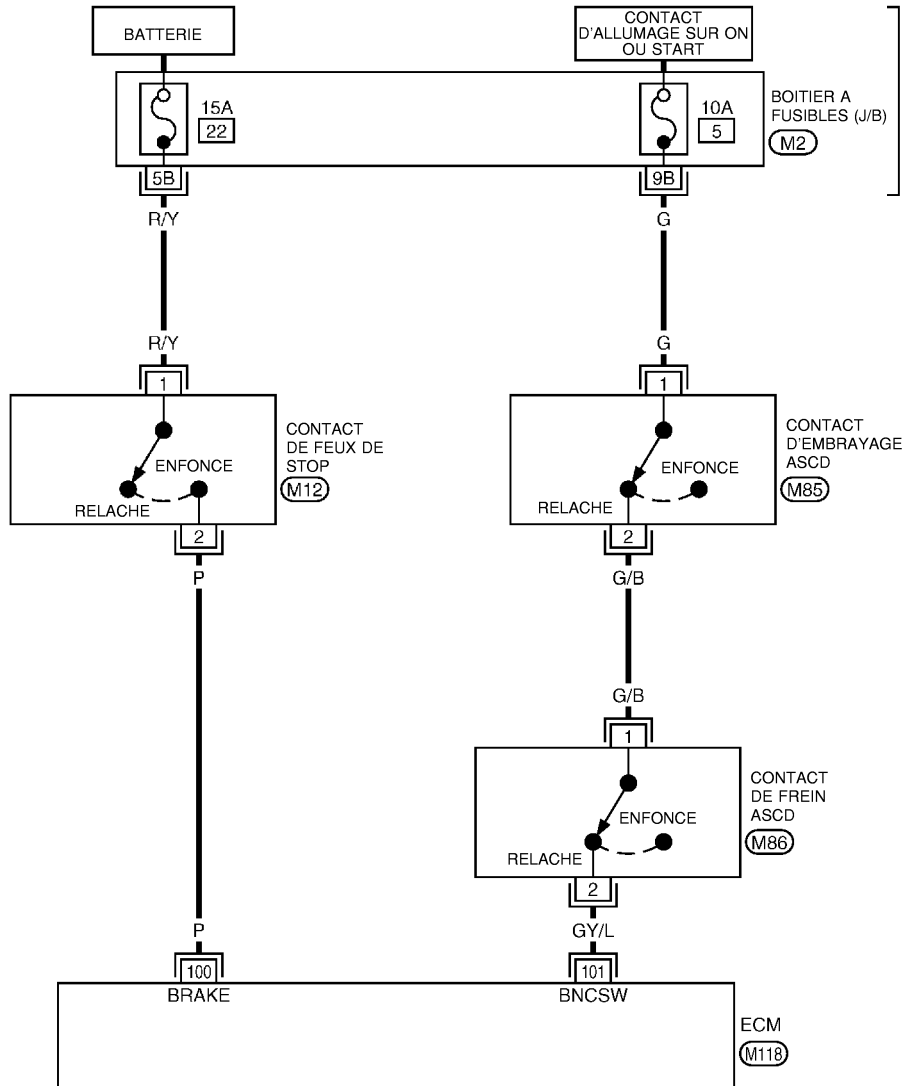 BATTERIE
CONTACT
D'ALLUMAGE SUR ON
OU START
15A
22
10A
5
BOITIER A
FUSIBLES (J/B)
M2
5B
9B
R/Y
G
R/Y
G
1
1
CONTACT
DE FEUX DE
STOP
M12
ENFONCE
RELACHE
2
CONTACT
D'EMBRAYAGE
ASCD
M85
ENFONCE
RELACHE
2
P
G/B
G/B
1
CONTACT
DE FREIN
ASCD
M86
ENFONCE
RELACHE
2
P
GY/L
100
101
BRAKE
BNCSW
ECM
M118